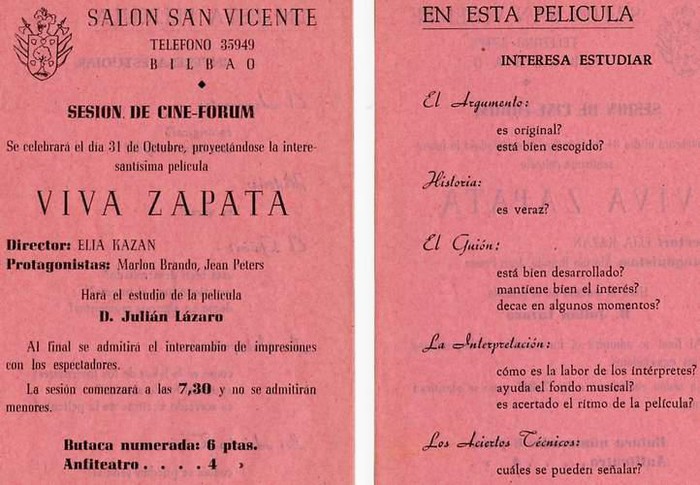 SALON SAN VICENTE
TELEFONO 35949
BILBAO
SESION. DE CINE-FORUM
Se celebrará el día 31 de Octubre, proyectándose la intere-
santísima película
VIVA ZAPATA
Director: ELIA KAZAN
Protagonistas: Marlon Brando, Jean Peters
Hará el estudio de la película
D. Julián Lázaro
Al final se admitirá el intercambio de impresiones
con los espectadores.
La sesión comenzará a las 7,30 y no se admitirán
menores.
Butaca numerada: 6 ptas.
Anfiteatro . . . . 4 »
EN ESTA PELICULA
INTERESA ESTUDIAR
El Argumento:
es original?
está bien escogido?
Historia:
es veraz?
El Guión:
está bien desarrollado?
mantiene bien el interés?
decae en algunos momentos?
La Interpretación:
cómo es la labor de los intérpretes?
ayuda el fondo musical?
es acertado el ritmo de la película?
Los Aciertos Técnicos:
cuáles se pueden señalar?